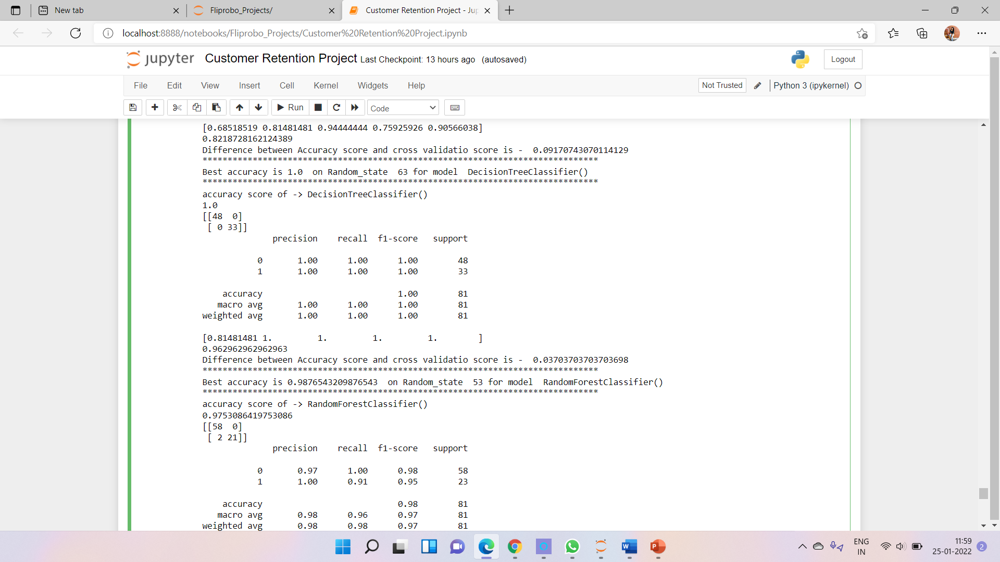 New tab
Fliprobo_Projects/
Customer Retention Project - Jup
localhost:8888/notebooks/Fliprobo_Projects/Customer%20Retention%20Project.ipynb
jupyter Customer Retention Project Last Checkpoint: 13 hours ago (autosaved)
Logout
File Edit View Insert Cell Kernel Widgets Help
Not Trusted
Python 3 (ipykernel)
Run
Code
[0.68518519 0.81481481 0.94444444 0.75925926 0.90566038]
0.8218728162124389
Difference between Accuracy score and cross validatio score is -  0.09170743070114129
*******************************************************************************
Best accuracy is 1.0  on Random_state  63 for model  DecisionTreeClassifier()
*******************************************************************************
accuracy score of -> DecisionTreeClassifier()
1.0
[[48  0]
 [ 0 33]]
              precision    recall  f1-score   support
           0       1.00      1.00      1.00        48
           1       1.00      1.00      1.00        33
    accuracy                           1.00        81
   macro avg       1.00      1.00      1.00        81
weighted avg       1.00      1.00      1.00        81
[0.81481481 1.         1.         1.         1.        ]
0.962962962962963
Difference between Accuracy score and cross validatio score is -  0.03703703703703698
*******************************************************************************
Best accuracy is 0.9876543209876543  on Random_state  53 for model  RandomForestClassifier()
*******************************************************************************
accuracy score of -> RandomForestClassifier()
0.9753086419753086
[[58  0]
 [ 2 21]]
              precision    recall  f1-score   support
           0       0.97      1.00      0.98        58
           1       1.00      0.91      0.95        23
    accuracy                           0.98        81
   macro avg       0.98      0.96      0.97        81
weighted avg       0.98      0.98      0.97        81
W
P
ENG
IN
11:59
25-01-2022
2